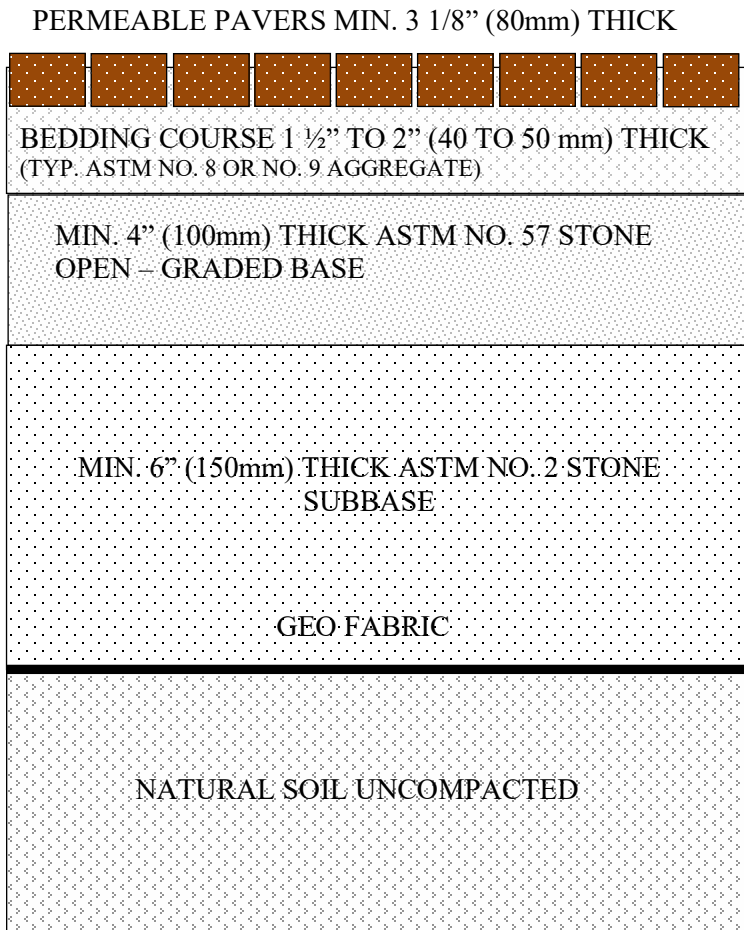 PERMEABLE PAVERS MIN. 3 1/8” (80mm) THICK
BEDDING COURSE 1 ½” TO 2” (40 TO 50 mm) THICK
(TYP. ASTM NO. 8 OR NO. 9 AGGREGATE)
MIN. 4” (100mm) THICK ASTM NO. 57 STONE
OPEN – GRADED BASE
MIN. 6” (150mm) THICK ASTM NO. 2 STONE
SUBBASE
GEO FABRIC
NATURAL SOIL UNCOMPACTED